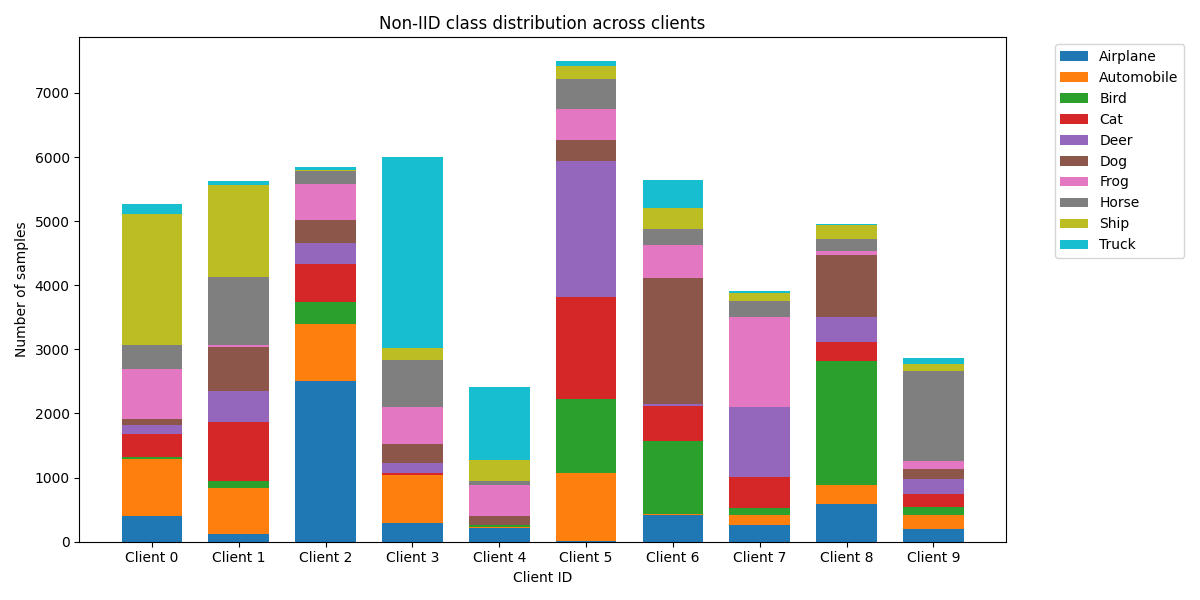 Non-IID class distribution across clients
Number of samples
7000
6000
5000
4000
3000
2000
1000
0
Client 0
Client 1
Client 2
Client 3
Client 4
Client 5
Client 6
Client 7
Client 8
Client 9
Client ID
Airplane
Automobile
Bird
Cat
Deer
Dog
Frog
Horse
Ship
Truck